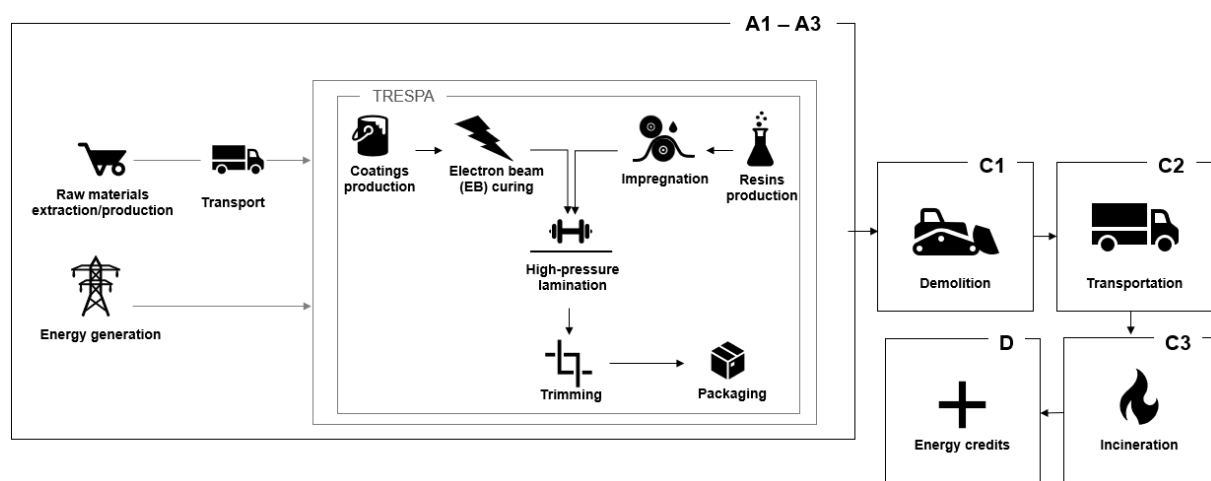 A1 – A3
TRESPA
Coatings
production
Electron beam
(EB) curing
Impregnation
Resins
production
Raw materials
extraction/production
Transport
High-pressure
lamination
Energy generation
Trimming
Packaging
C1
Demolition
C2
Transportation
D
Energy credits
C3
Incineration